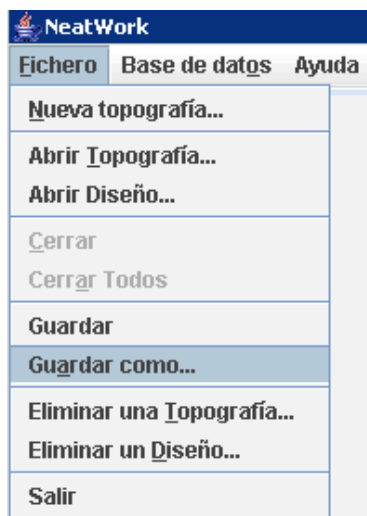 NeatWork
Fichero Base de datos Ayuda
Nueva topografía...
Abrir Topografía...
Abrir Diseño...
Cerrar
Cerrar Todos
Guardar
Guardar como...
Eliminar una Topografía...
Eliminar un Diseño...
Salir